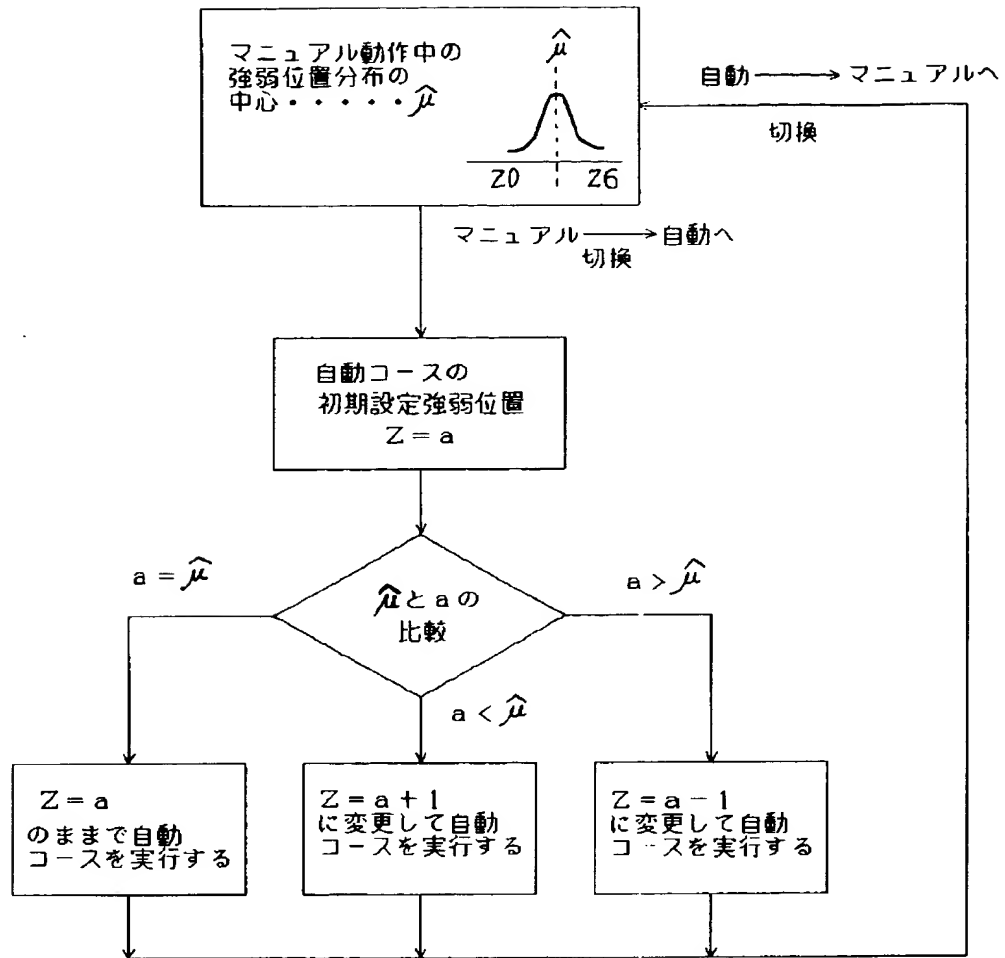 マニュアル動作中の
強弱位置分布の
中心・・・・・μ̂
μ̂
Z0 Z6
自動→マニュアルへ
切換
マニュアル→自動へ
切換
自動コースの
初期設定強弱位置
Z＝a
μ̂とaの
比較
a＝μ̂
a＞μ̂
a＜μ̂
Z＝a
のままで自動
コースを実行する
Z＝a＋1
に変更して自動
コースを実行する
Z＝a－1
に変更して自動
コースを実行する